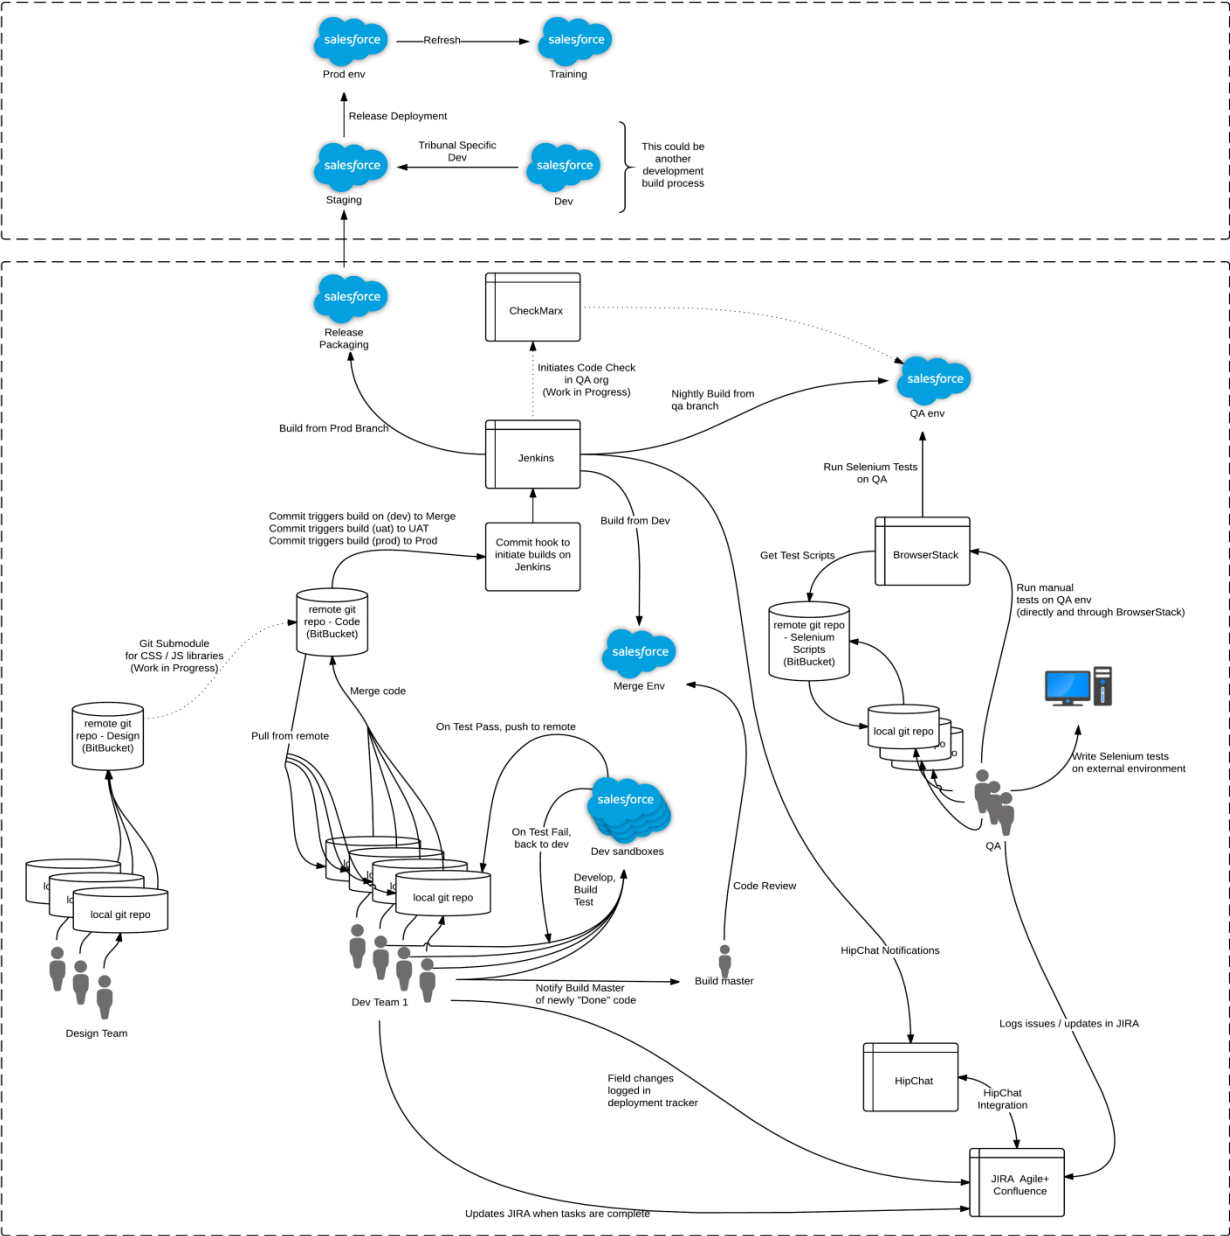 salesforce
Refresh
salesforce
Prod env
Training
Release Deployment
salesforce
Tribunal Specific
Dev
salesforce
This could be
another
development
build process
Staging
Dev
salesforce
Release
Packaging
CheckMarx
Initiates Code Check
in QA org
(Work in Progress)
Nightly Build from
qa branch
salesforce
QA env
Build from Prod Branch
Jenkins
Run Selenium Tests
on QA
Commit triggers build on (dev) to Merge
Commit triggers build (uat) to UAT
Commit triggers build (prod) to Prod
Build from Dev
Commit hook to
initiate builds on
Jenkins
Get Test Scripts
BrowserStack
Run manual
tests on QA env
(directly and through BrowserStack)
remote git
repo - Code
(BitBucket)
remote git repo
- Selenium
Scripts
(BitBucket)
Git Submodule
for CSS / JS libraries
(Work in Progress)
salesforce
Merge Env
Merge code
remote git
repo - Design
(BitBucket)
Pull from remote
On Test Pass, push to remote
local git repo
po
o
Write Selenium tests
on external environment
salesforce
On Test Fail,
back to dev
Dev sandboxes
QA
lo
lo
lo
local git repo
Develop,
Build
Test
Code Review
lo
lo
local git repo
HipChat Notifications
Build master
Notify Build Master
of newly "Done" code
Dev Team 1
Design Team
Logs issues / updates in JIRA
Field changes
logged in
deployment tracker
HipChat
HipChat
Integration
JIRA Agile+
Confluence
Updates JIRA when tasks are complete